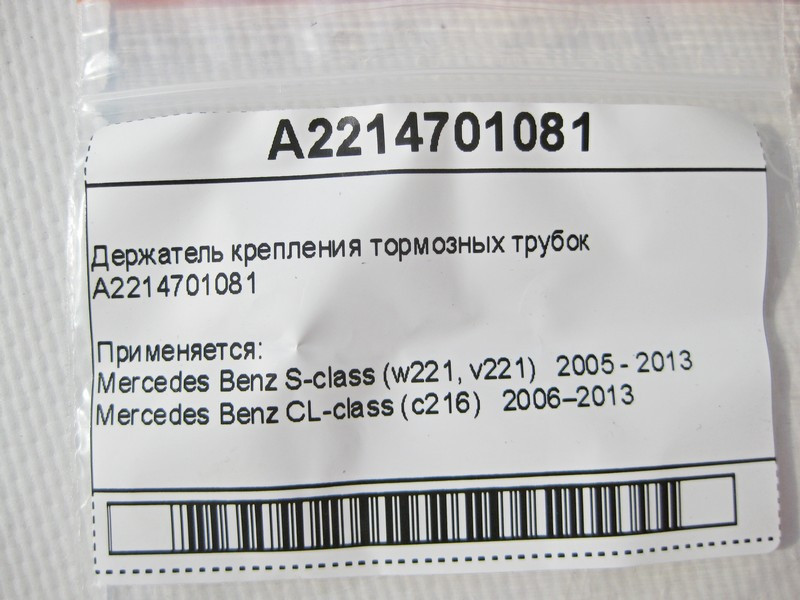 A2214701081
Держатель крепления тормозных трубок
A2214701081
Применяется:
Mercedes Benz S-class (w221, v221) 2005 - 2013
Mercedes Benz CL-class (c216) 2006–2013